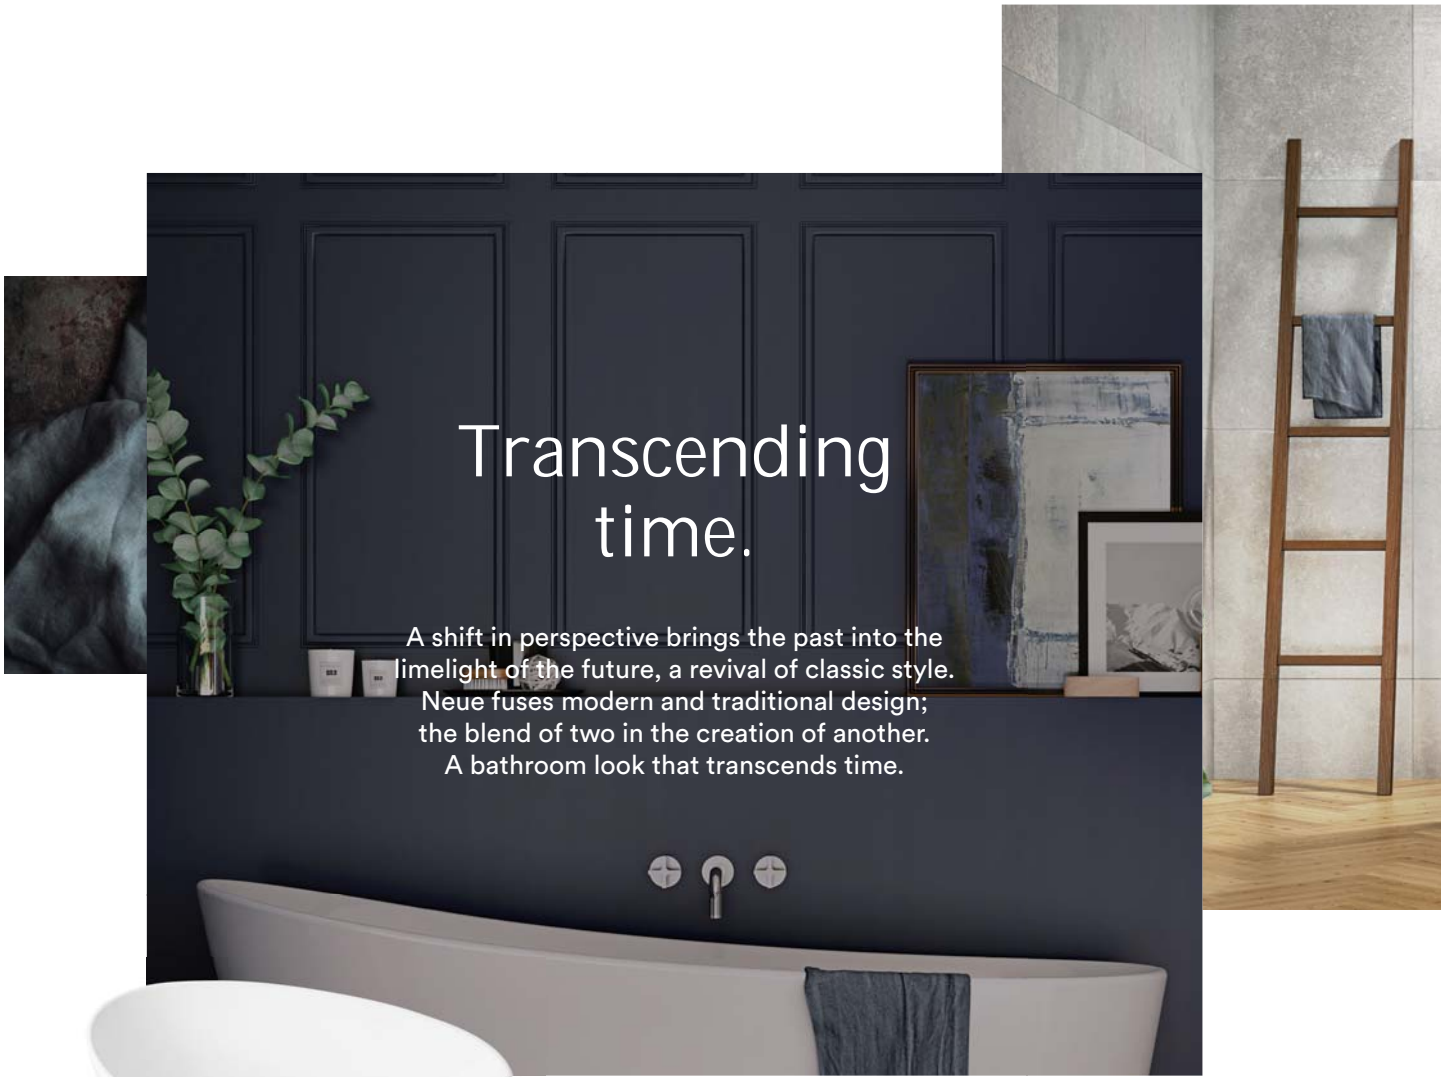 Transcending
time.
A shift in perspective brings the past into the
limelight of the future, a revival of classic style.
Neue fuses modern and traditional design;
the blend of two in the creation of another.
A bathroom look that transcends time.